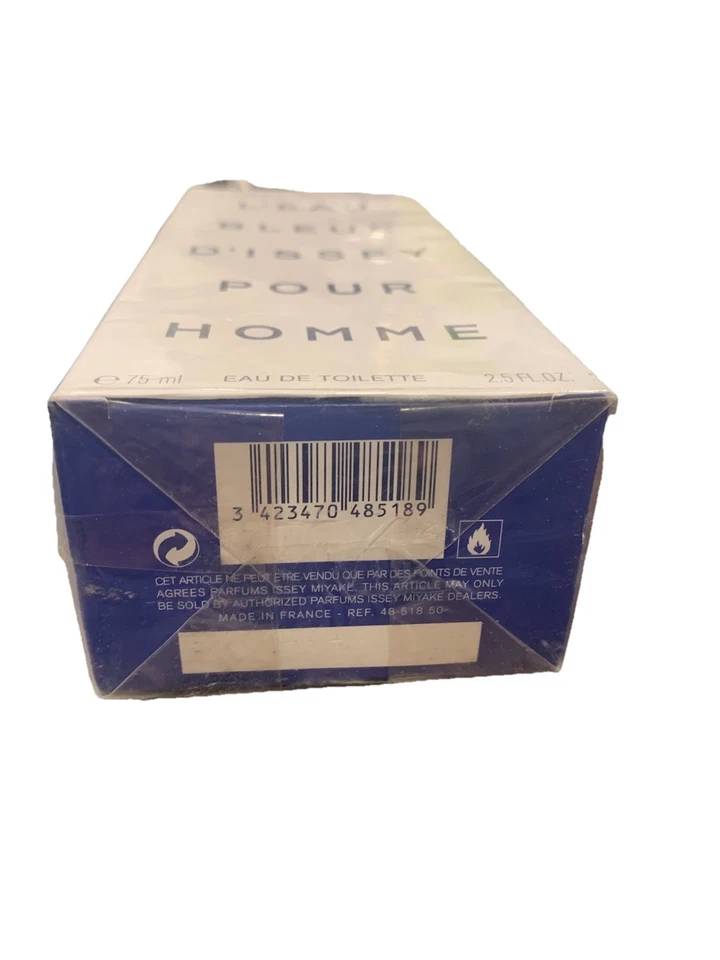 L'EAU
BLEUE
D'ISSEY
POUR
HOMME
℮ 75 ml EAU DE TOILETTE 2.5 FL.OZ.
3 423470 485189
CET ARTICLE NE PEUT ETRE VENDU QUE PAR DES POINTS DE VENTE
AGREES PARFUMS ISSEY MIYAKE. THIS ARTICLE MAY ONLY
BE SOLD BY AUTHORIZED PARFUMS ISSEY MIYAKE DEALERS.
MADE IN FRANCE - REF. 48-518 50-